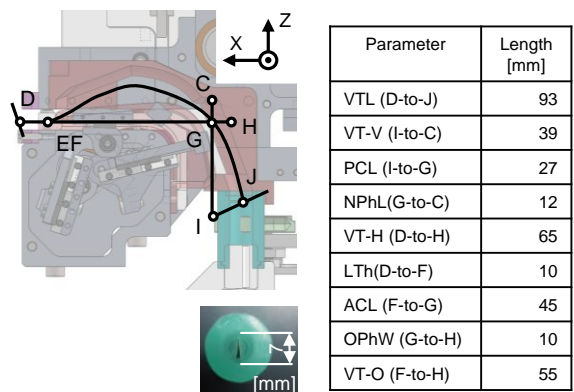 Z
X
C
D
H
EF
G
J
I
7
[mm]
Parameter
Length
[mm]
VTL (D-to-J) 93
VT-V (I-to-C) 39
PCL (I-to-G) 27
NPhL(G-to-C) 12
VT-H (D-to-H) 65
LTh(D-to-F) 10
ACL (F-to-G) 45
OPhW (G-to-H) 10
VT-O (F-to-H) 55